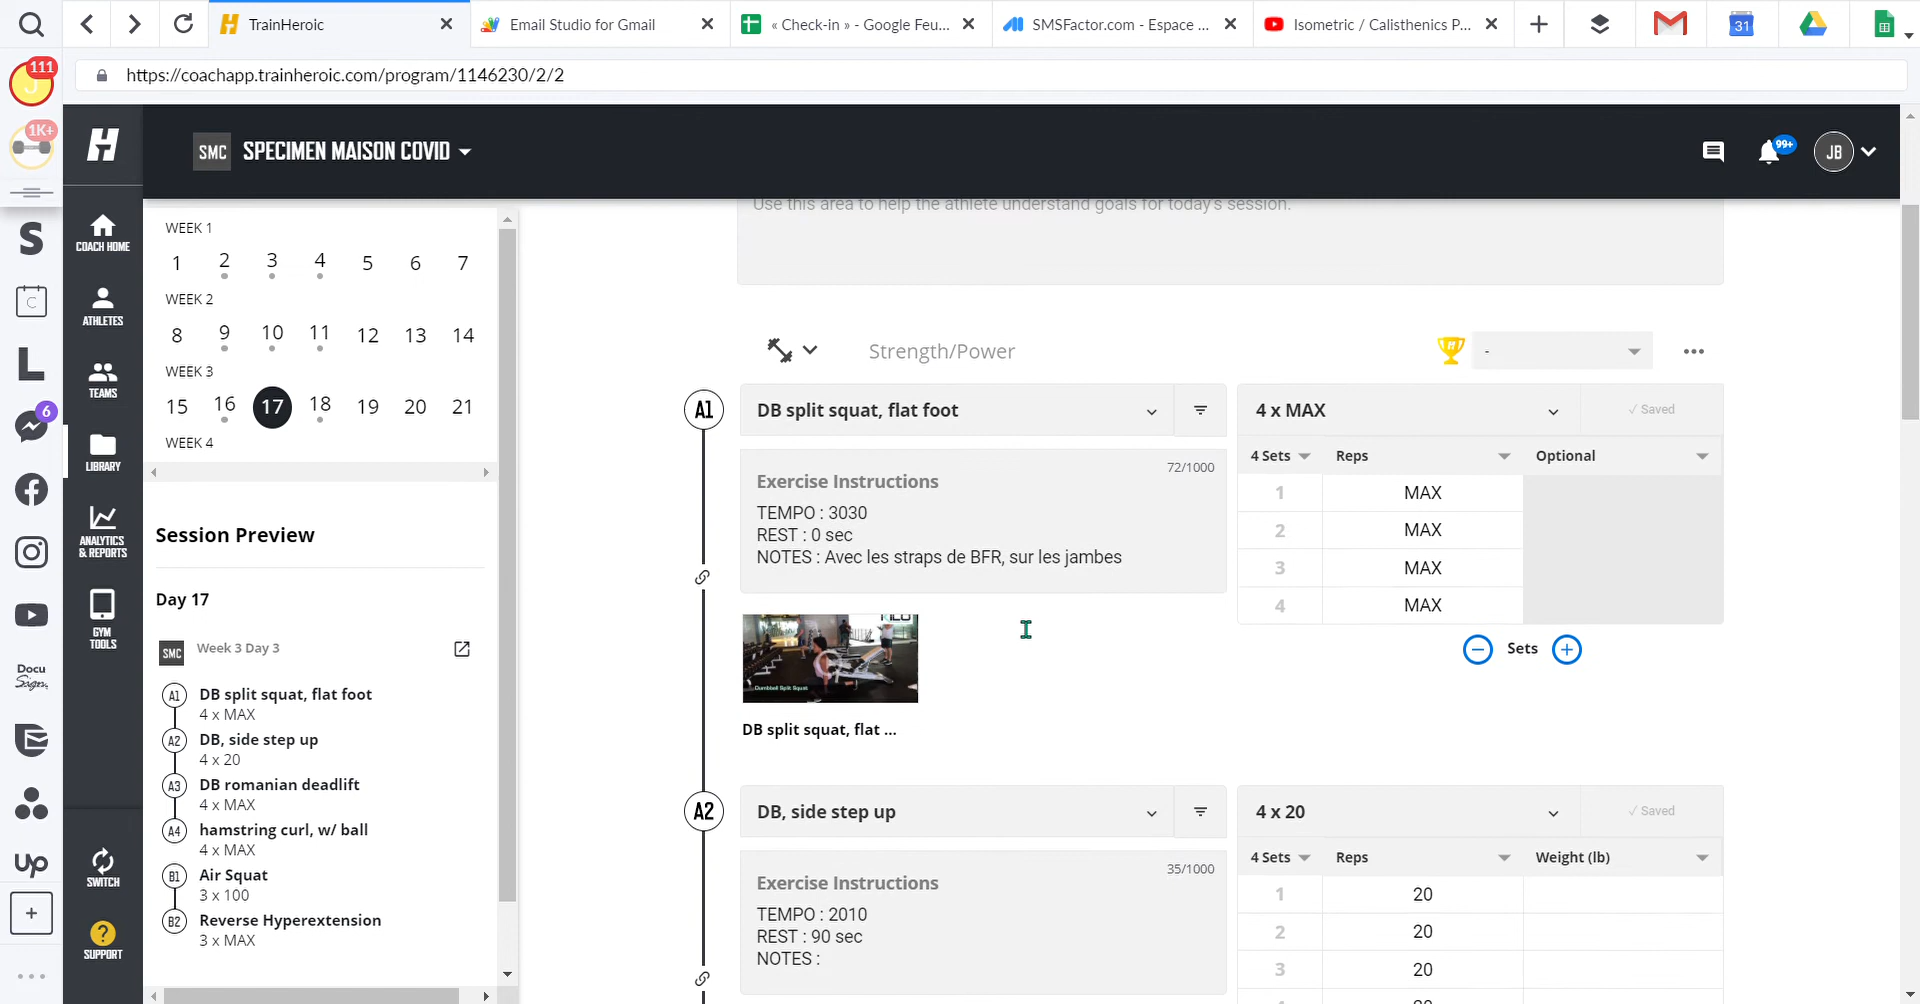 TrainHeroic
Email Studio for Gmail
« Check-in » - Google Feu...
SMSFactor.com - Espace ...
Isometric / Calisthenics P...
31
https://coachapp.trainheroic.com/program/1146230/2/2
111
J
1K+
S
C
L
6
Docu
Sign
up
H
COACH HOME
ATHLETES
TEAMS
LIBRARY
ANALYTICS
& REPORTS
GYM
TOOLS
SWITCH
?
SUPPORT
SMC SPECIMEN MAISON COVID
99+
JB
WEEK 1
1 2 3 4 5 6 7
WEEK 2
8 9 10 11 12 13 14
WEEK 3
15 16 17 18 19 20 21
WEEK 4
Session Preview
Day 17
SMC Week 3 Day 3
A1 DB split squat, flat foot
4 x MAX
A2 DB, side step up
4 x 20
A3 DB romanian deadlift
4 x MAX
A4 hamstring curl, w/ ball
4 x MAX
B1 Air Squat
3 x 100
B2 Reverse Hyperextension
3 x MAX
Use this area to help the athlete understand goals for today's session.
Strength/Power
-
A1 DB split squat, flat foot
72/1000
Exercise Instructions
TEMPO : 3030
REST : 0 sec
NOTES : Avec les straps de BFR, sur les jambes
Dumbbell Split Squat
DB split squat, flat ...
4 x MAX
✓ Saved
4 Sets Reps Optional
1 MAX
2 MAX
3 MAX
4 MAX
Sets
A2 DB, side step up
35/1000
Exercise Instructions
TEMPO : 2010
REST : 90 sec
NOTES :
4 x 20
✓ Saved
4 Sets Reps Weight (lb)
1 20
2 20
3 20
20